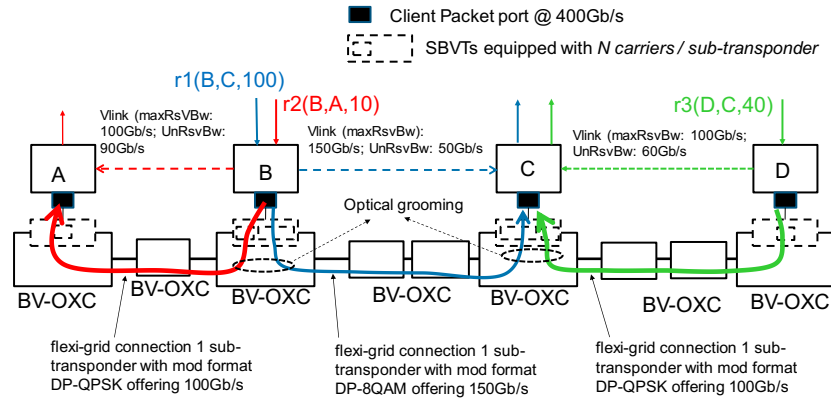 Client Packet port @ 400Gb/s
SBVTs equipped with N carriers / sub-transponder
r1(B,C,100)
r2(B,A,10)
r3(D,C,40)
Vlink (maxRsVBw:
100Gb/s; UnRsvBw:
90Gb/s
Vlink (maxRsvBw):
150Gb/s; UnRsvBw: 50Gb/s
Vlink (maxRsvBw: 100Gb/s;
UnRsvBw: 60Gb/s
A
B
C
D
Optical grooming
BV-OXC
BV-OXC
BV-OXC
BV-OXC
BV-OXC
BV-OXC
BV-OXC
flexi-grid connection 1 sub-
transponder with mod format
DP-QPSK offering 100Gb/s
flexi-grid connection 1 sub-
transponder with mod format
DP-8QAM offering 150Gb/s
flexi-grid connection 1 sub-
transponder with mod format
DP-QPSK offering 100Gb/s